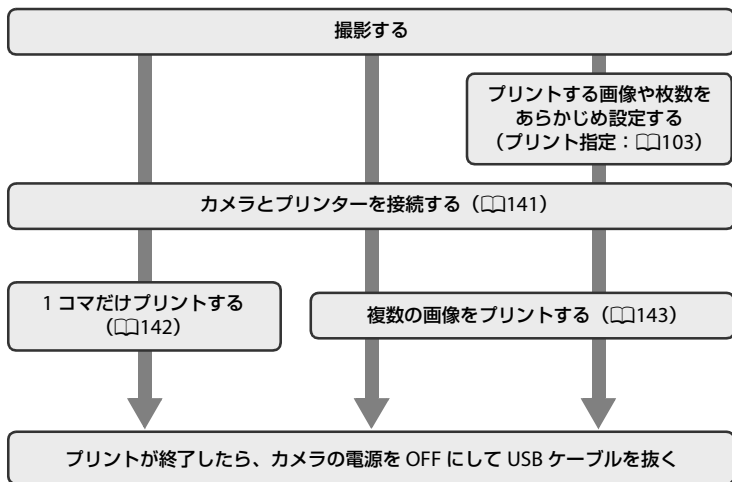 撮影する
プリントする画像や枚数を
あらかじめ設定する
（プリント指定：📖103）
カメラとプリンターを接続する（📖141）
1 コマだけプリントする
（📖142）
複数の画像をプリントする（📖143）
プリントが終了したら、カメラの電源を OFF にして USB ケーブルを抜く